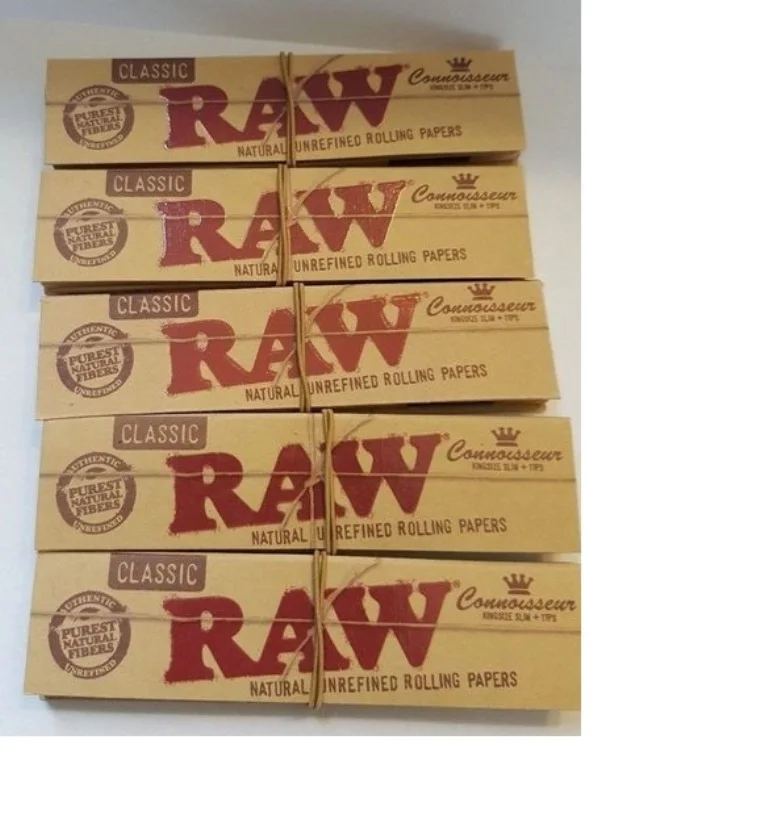 CLASSIC
RAW®
Connoisseur
KINGSIZE SLIM + TIPS
AUTHENTIC
PUREST
NATURAL
FIBERS
UNREFINED
NATURAL UNREFINED ROLLING PAPERS
CLASSIC
RAW®
Connoisseur
KINGSIZE SLIM + TIPS
AUTHENTIC
PUREST
NATURAL
FIBERS
UNREFINED
NATURAL UNREFINED ROLLING PAPERS
CLASSIC
RAW®
Connoisseur
KINGSIZE SLIM + TIPS
AUTHENTIC
PUREST
NATURAL
FIBERS
UNREFINED
NATURAL UNREFINED ROLLING PAPERS
CLASSIC
RAW®
Connoisseur
KINGSIZE SLIM + TIPS
AUTHENTIC
PUREST
NATURAL
FIBERS
UNREFINED
NATURAL UNREFINED ROLLING PAPERS
CLASSIC
RAW®
Connoisseur
KINGSIZE SLIM + TIPS
AUTHENTIC
PUREST
NATURAL
FIBERS
UNREFINED
NATURAL UNREFINED ROLLING PAPERS